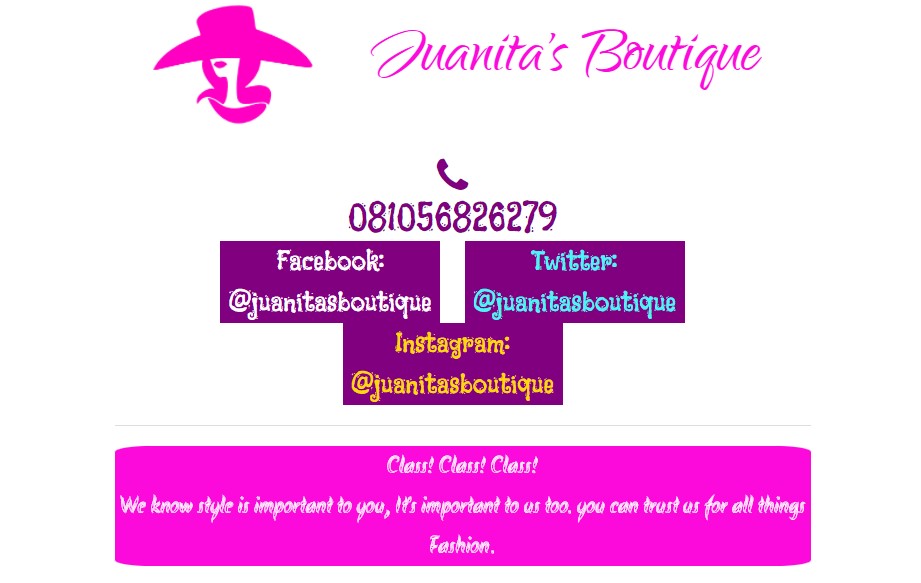 Juanita's Boutique
081056826279
Facebook:
@juanitasboutique
Twitter:
@juanitasboutique
Instagram:
@juanitasboutique
Class! Class! Class!
We know style is important to you, It's important to us too. you can trust us for all things
Fashion.